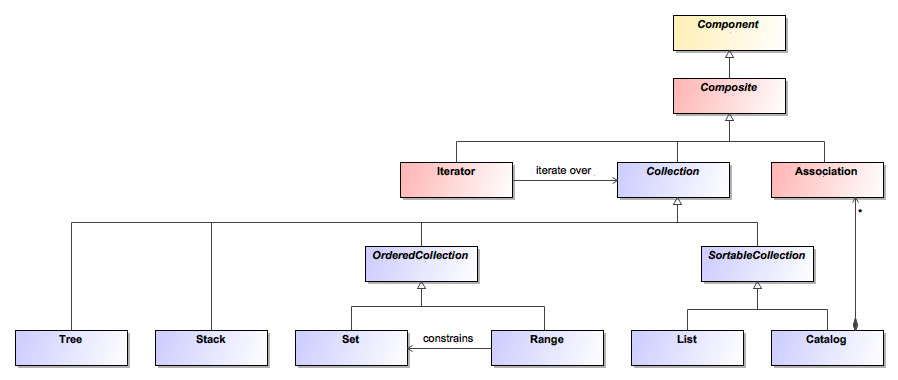 Component
Composite
Iterator
iterate over
Collection
Association
*
OrderedCollection
SortableCollection
Tree
Stack
Set
constrains
Range
List
Catalog